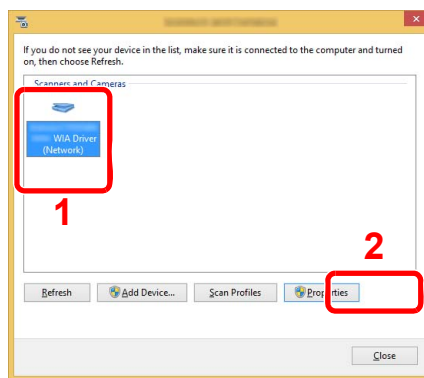 If you do not see your device in the list, make sure it is connected to the computer and turned
on, then choose Refresh.
Scanners and Cameras
WIA Driver
(Network)
1
2
Refresh
Add Device...
Scan Profiles
Properties
Close